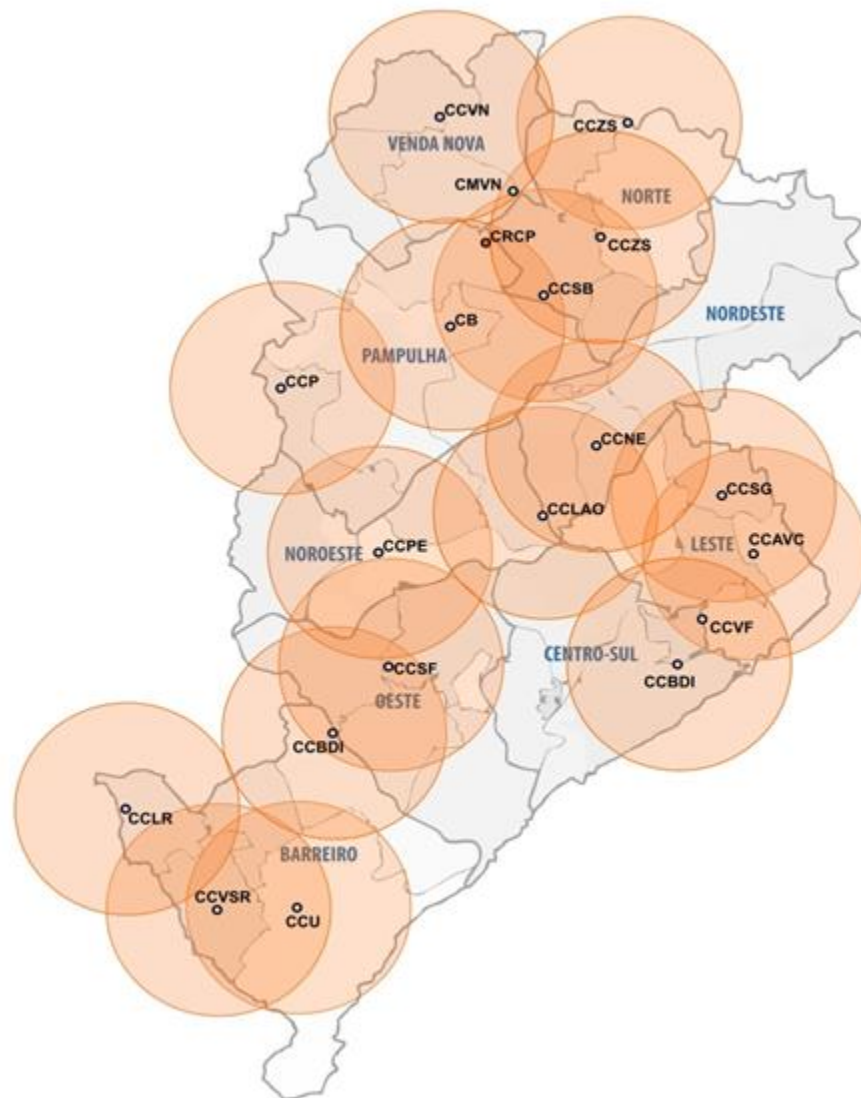 CCVN
CCZS
VENDA NOVA
CMVN
NORTE
CRCP
CCZS
CCSB
NORDESTE
CB
PAMPULHA
CCP
CCNE
CCSG
CCLAO
LESTE
CCAVC
NOROESTE
CCPE
CCVF
CENTRO-SUL
CCSF
CCBDI
OESTE
CCBDI
CCLR
BARREIRO
CCVSR
CCU